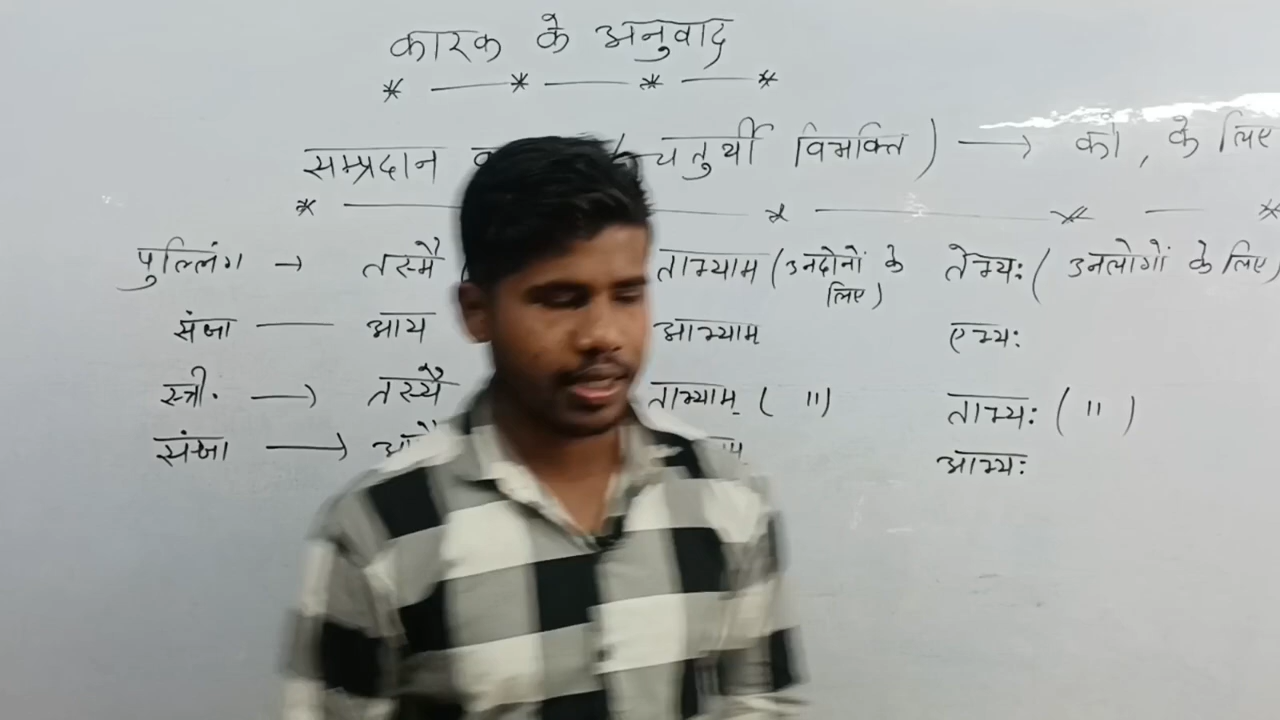 कारक के अनुवाद
* — * — * — *
सम्प्रदान (चतुर्थी विभक्ति) → को, के लिए
* — * — * — *
पुल्लिंग → तस्मै ताभ्याम (उनदोनों के लिए) तेभ्यः ( उनलोगों के लिए)
संज्ञा — आय आभ्याम् एभ्यः
स्त्री. → तस्यै ताभ्याम् ( " ) ताभ्यः ( " )
संज्ञा → आभ्यः